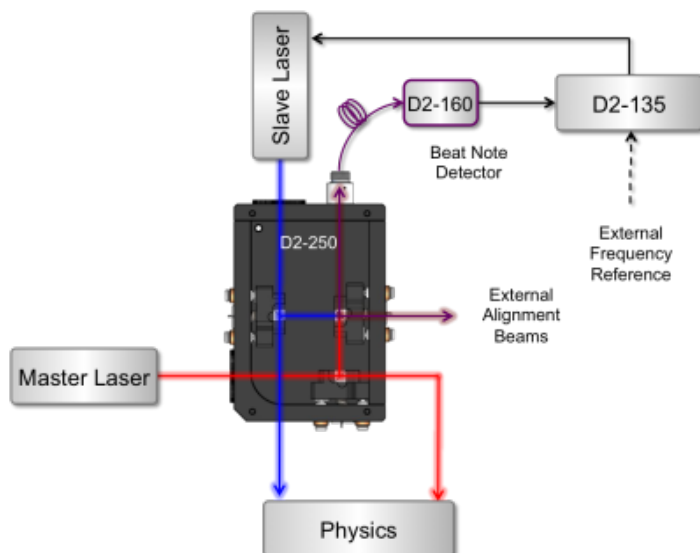 Slave Laser
D2-160
D2-135
Beat Note
Detector
D2-250
External
Frequency
Reference
External
Alignment
Beams
Master Laser
Physics